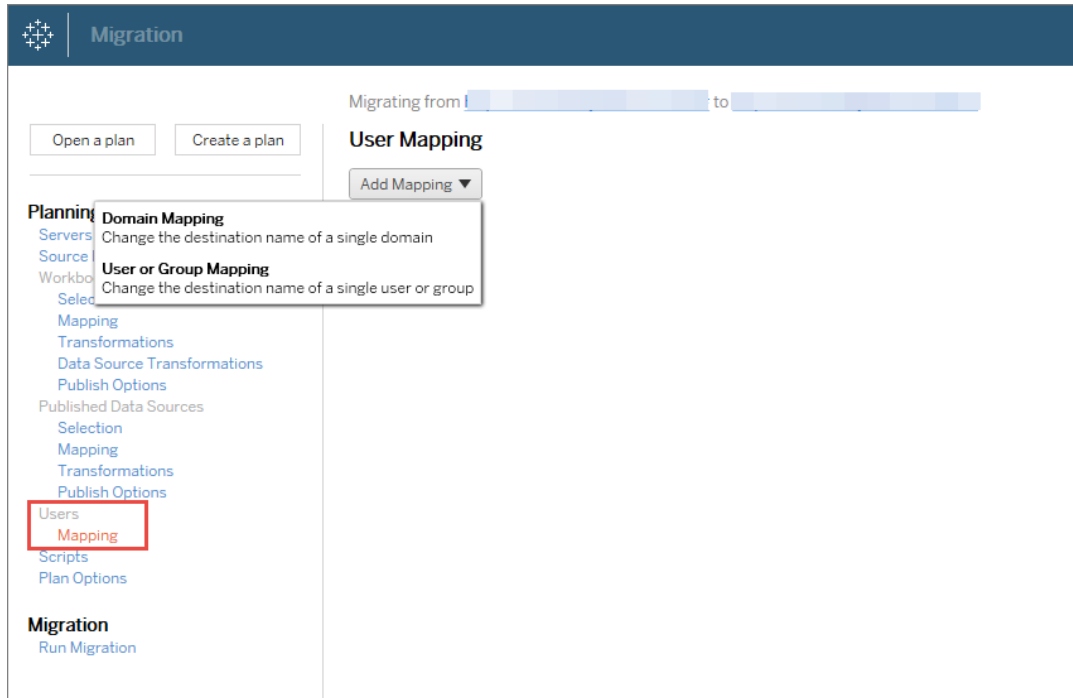 Migration
Migrating from to
Open a plan
Create a plan
User Mapping
Add Mapping ▼
Planning
Domain Mapping
Change the destination name of a single domain
User or Group Mapping
Change the destination name of a single user or group
Servers
Source
Mapping
Transformations
Data Source Transformations
Publish Options
Published Data Sources
Selection
Mapping
Transformations
Publish Options
Users
Mapping
Scripts
Plan Options
Migration
Run Migration